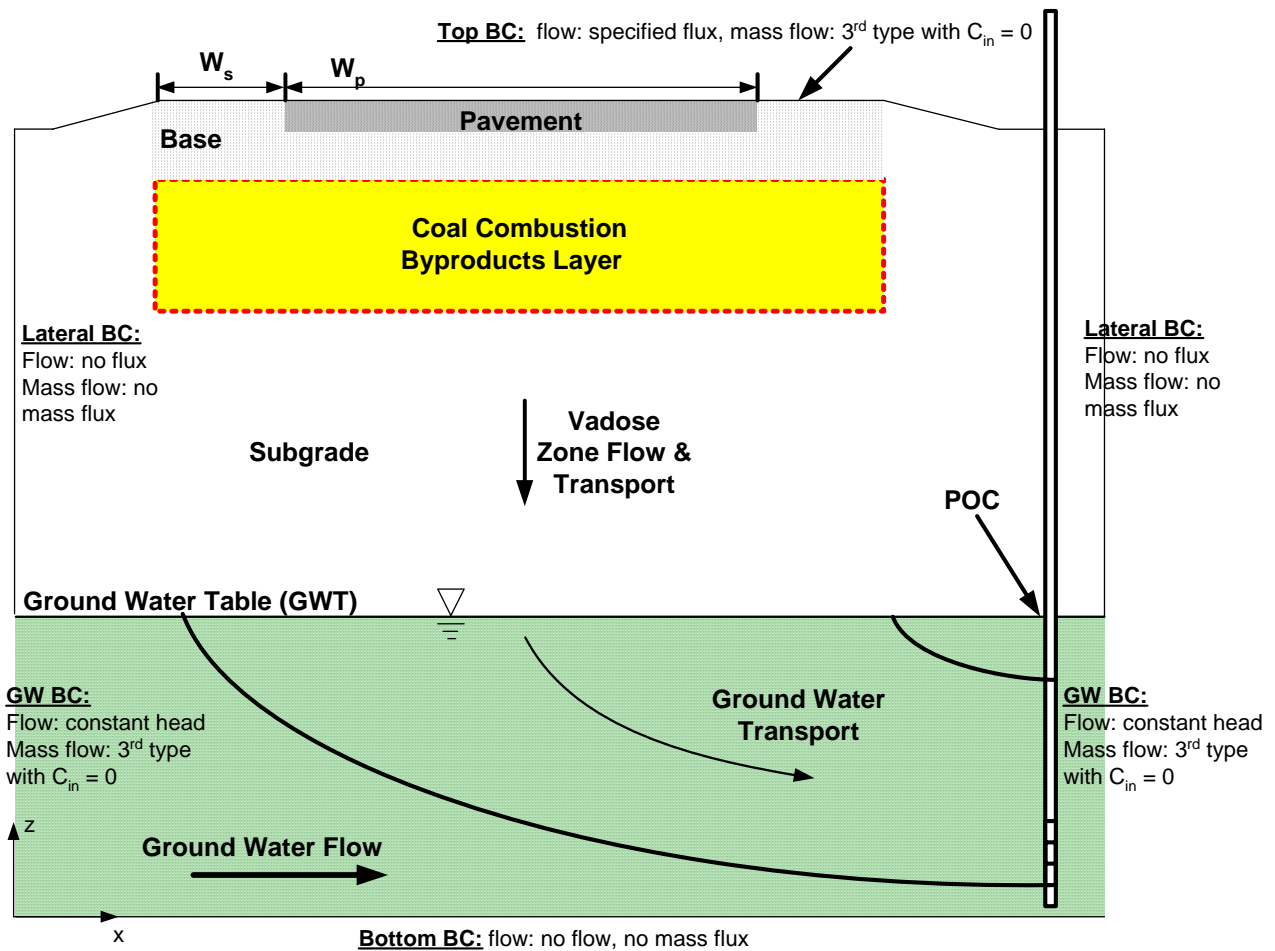 Top BC: flow: specified flux, mass flow: 3rd type with Cin = 0
Ws
Wp
Pavement
Base
Coal Combustion
Byproducts Layer
Lateral BC:
Flow: no flux
Mass flow: no
mass flux
Lateral BC:
Flow: no flux
Mass flow: no
mass flux
Subgrade
Vadose
Zone Flow &
Transport
POC
Ground Water Table (GWT)
GW BC:
Flow: constant head
Mass flow: 3rd type
with Cin = 0
Ground Water
Transport
GW BC:
Flow: constant head
Mass flow: 3rd type
with Cin = 0
z
Ground Water Flow
x
Bottom BC: flow: no flow, no mass flux